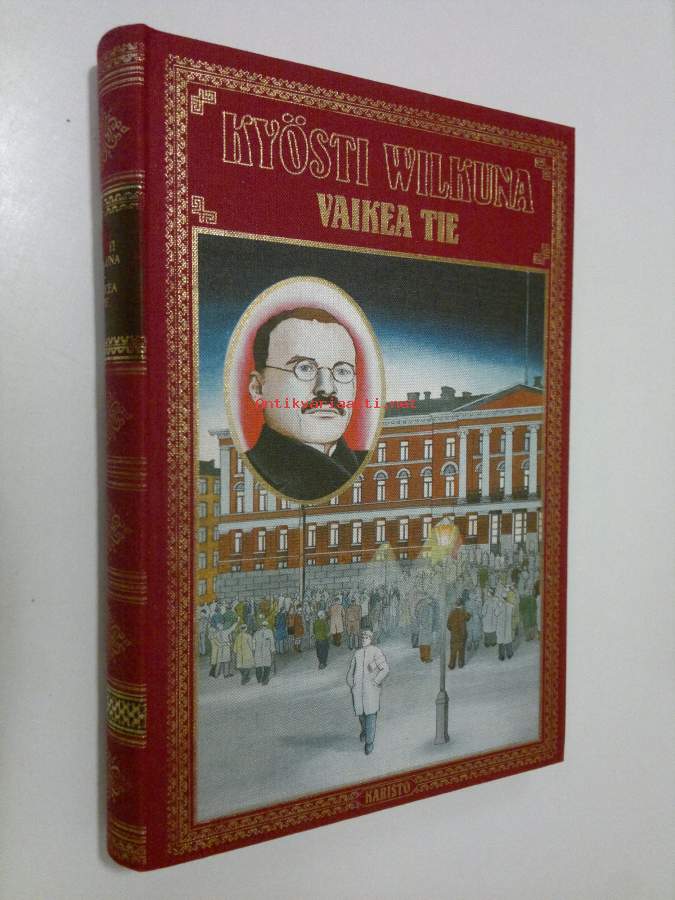 KYÖSTI WILKUNA
VAIKEA TIE
Antikvariaatti.net
KARISTO